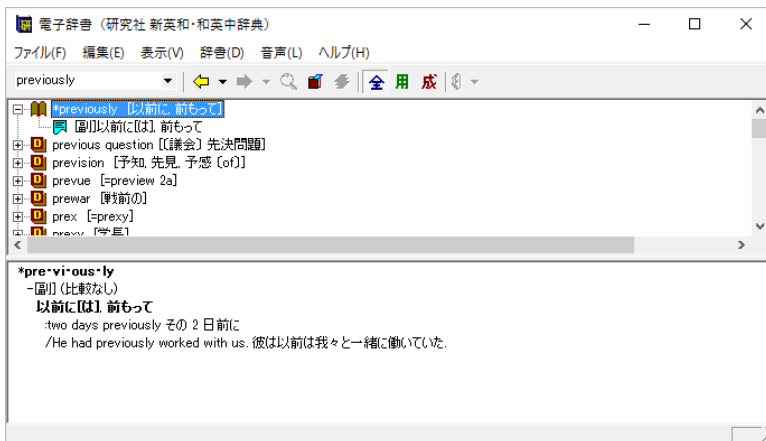 電子辞書（研究社 新英和・和英中辞典）
ファイル(F) 編集(E) 表示(V) 辞書(D) 音声(L) ヘルプ(H)
previously 全 用 成
*previously [以前に, 前もって]
[副]以前に[は], 前もって
previous question [〔議会〕先決問題]
prevision [予知, 先見, 予感〔of〕]
prevue [=preview 2a]
prewar [戦前の]
prex [=prexy]
prexy [学長]
*pre・vi・ous・ly
－[副] (比較なし)
以前に[は], 前もって
:two days previously その 2 日前に
/He had previously worked with us. 彼は以前は我々と一緒に働いていた.